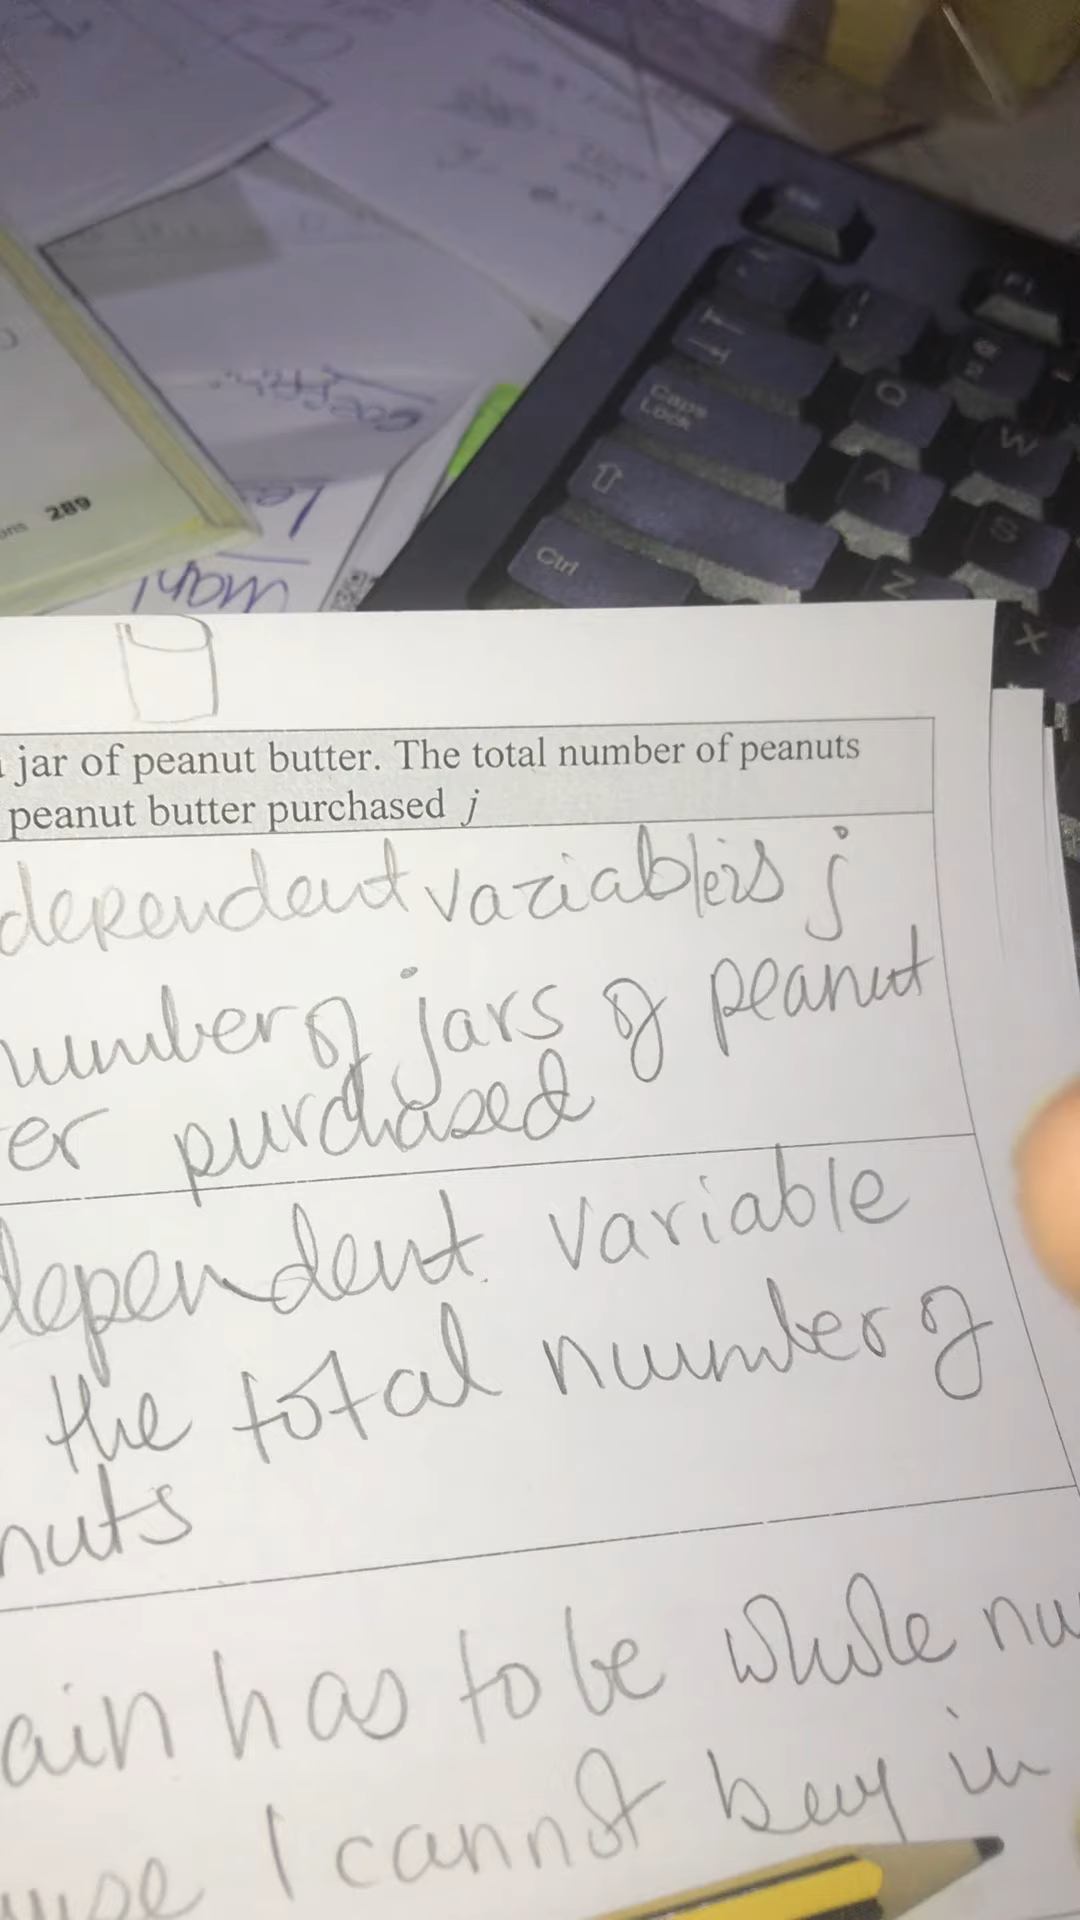 289
Caps
Lock
Q
W
A
S
Ctrl
Z
X
jar of peanut butter. The total number of peanuts
peanut butter purchased j
dependent variable is j
number of jars of peanut
er purchased
dependent variable
the total number of
nuts
ain has to be whole nu
use I cannot buy in